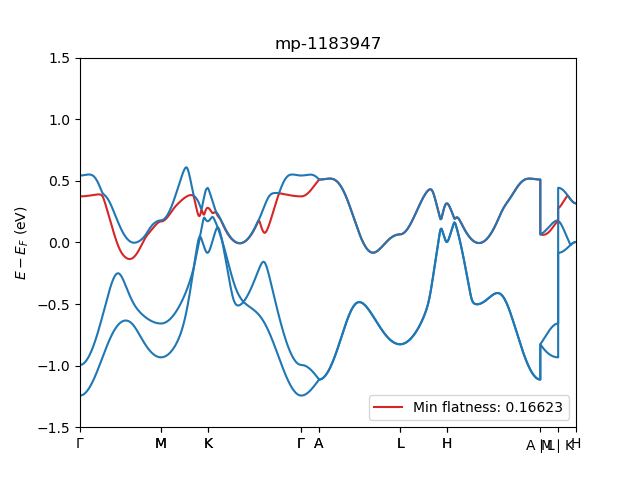 mp-1183947
1.5
1.0
0.5
0.0
−0.5
−1.0
−1.5
E − E_F (eV)
Min flatness: 0.16623
Γ M K Γ A L H A | M L | K H